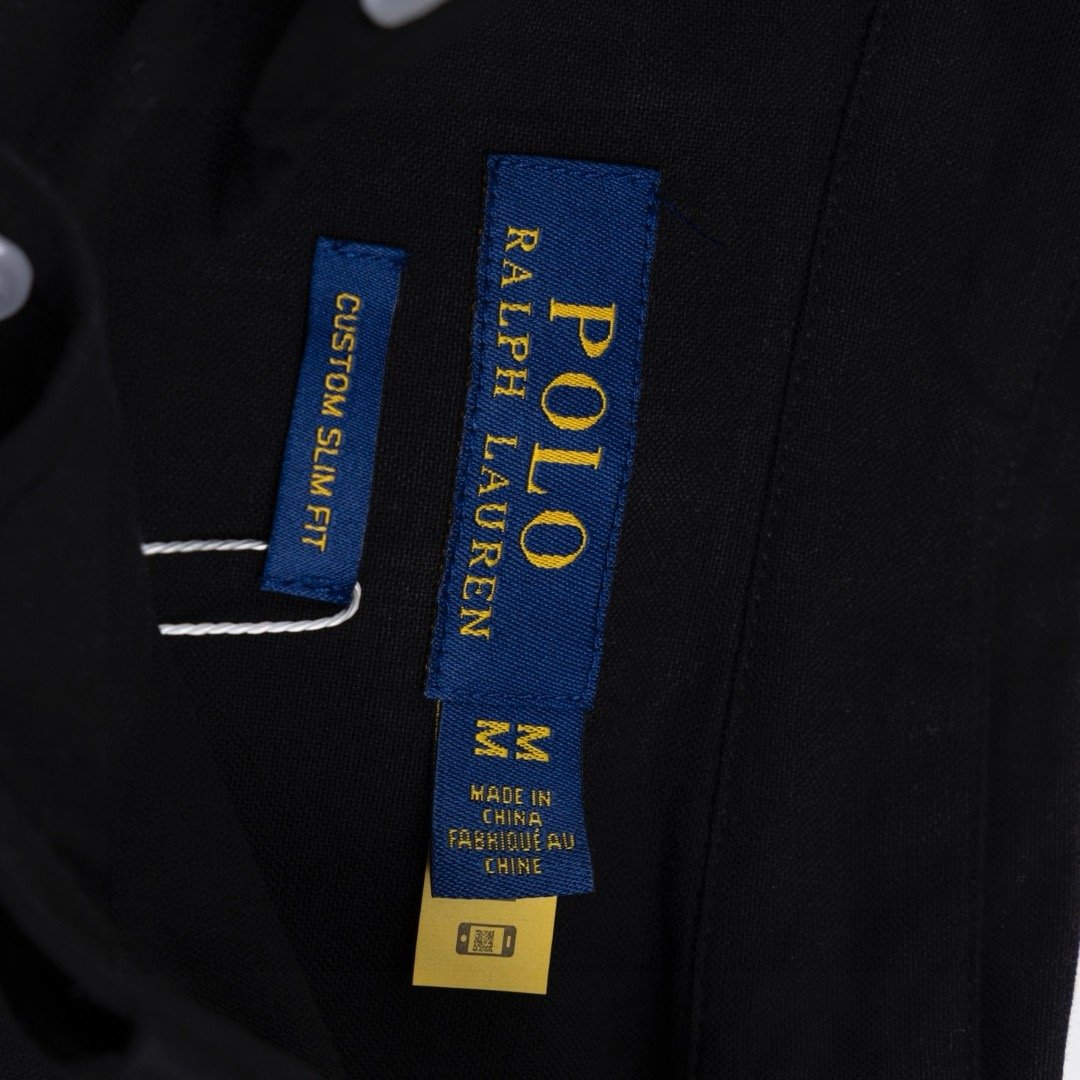 POLO
RALPH LAUREN
CUSTOM SLIM FIT
M
M
MADE IN
CHINA
FABRIQUÉ AU
CHINE